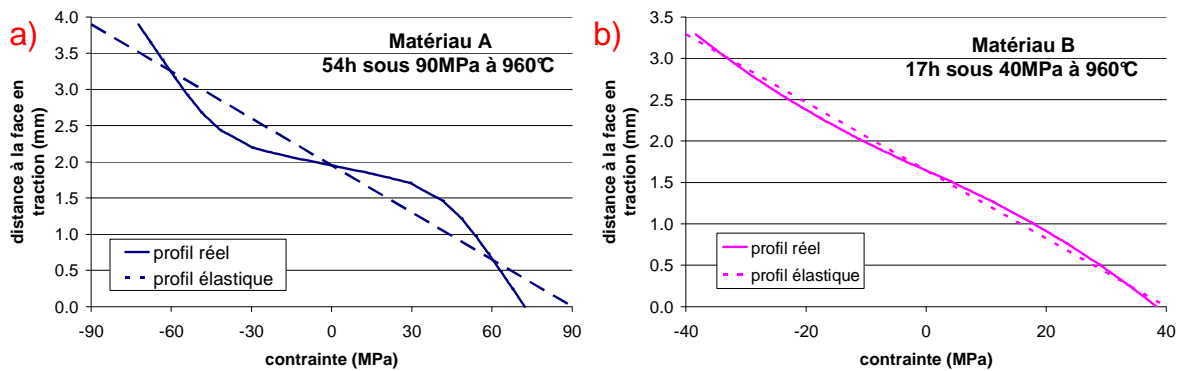 a)
Matériau A
54h sous 90MPa à 960°C
distance à la face en
traction (mm)
4.0
3.5
3.0
2.5
2.0
1.5
1.0
0.5
0.0
profil réel
profil élastique
-90 -60 -30 0 30 60 90
contrainte (MPa)
b)
Matériau B
17h sous 40MPa à 960°C
distance à la face en
traction (mm)
3.5
3.0
2.5
2.0
1.5
1.0
0.5
0.0
profil réel
profil élastique
-40 -20 0 20 40
contrainte (MPa)